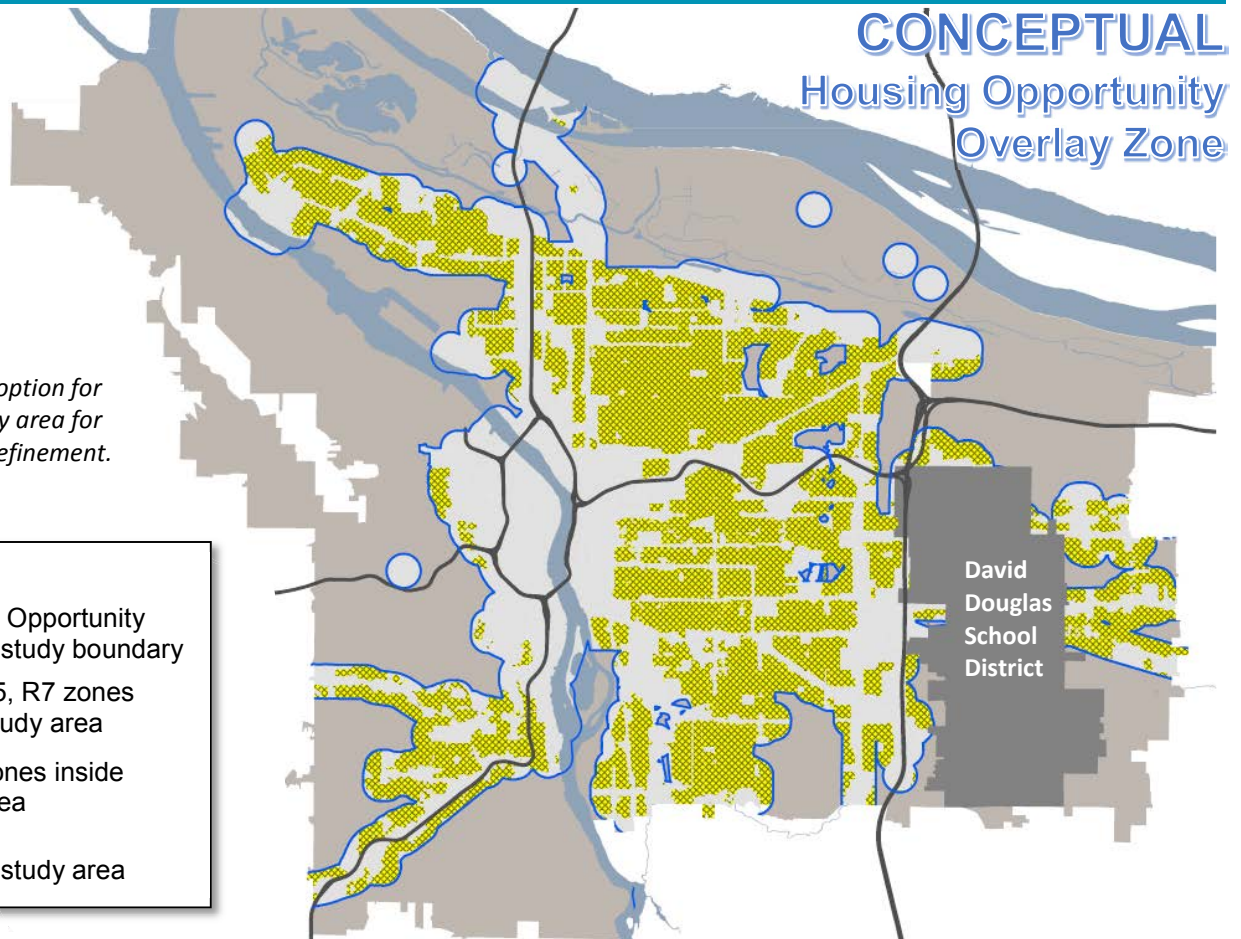 CONCEPTUAL
Housing Opportunity
Overlay Zone
option for
area for
efinement.
Opportunity
study boundary
R7 zones
udy area
ones inside
ea
study area
David
Douglas
School
District